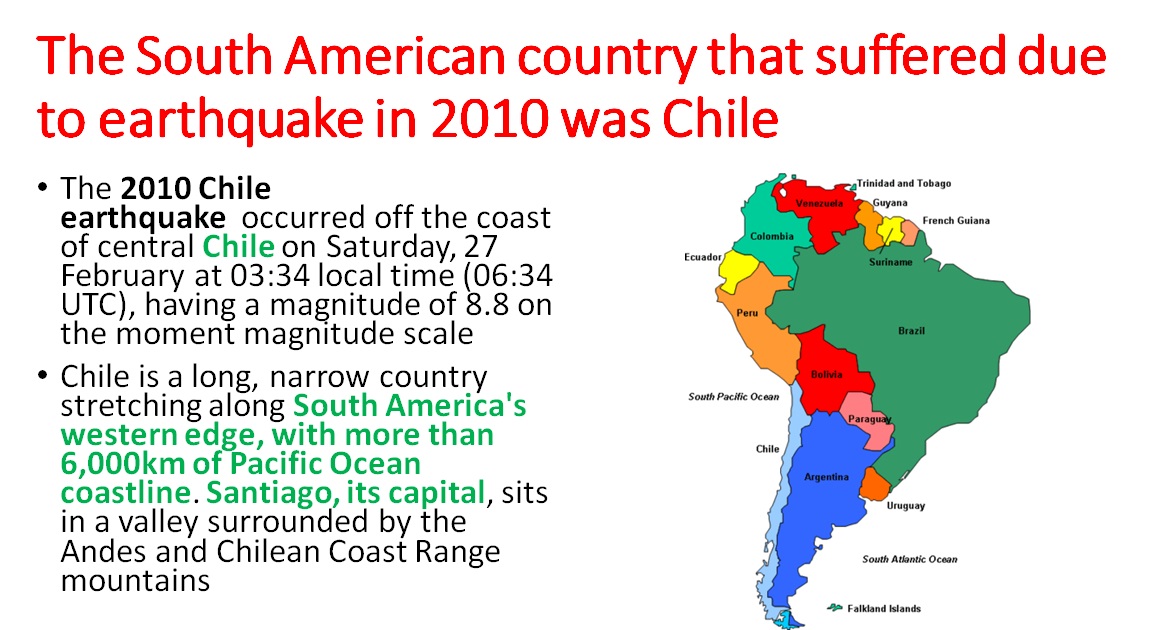 The South American country that suffered due
to earthquake in 2010 was Chile
• The 2010 Chile
earthquake occurred off the coast
of central Chile on Saturday, 27
February at 03:34 local time (06:34
UTC), having a magnitude of 8.8 on
the moment magnitude scale
• Chile is a long, narrow country
stretching along South America's
western edge, with more than
6,000km of Pacific Ocean
coastline. Santiago, its capital, sits
in a valley surrounded by the
Andes and Chilean Coast Range
mountains
Trinidad and Tobago
Venezuela
Guyana
French Guiana
Colombia
Suriname
Ecuador
Peru
Brazil
Bolivia
South Pacific Ocean
Paraguay
Chile
Argentina
Uruguay
South Atlantic Ocean
Falkland Islands